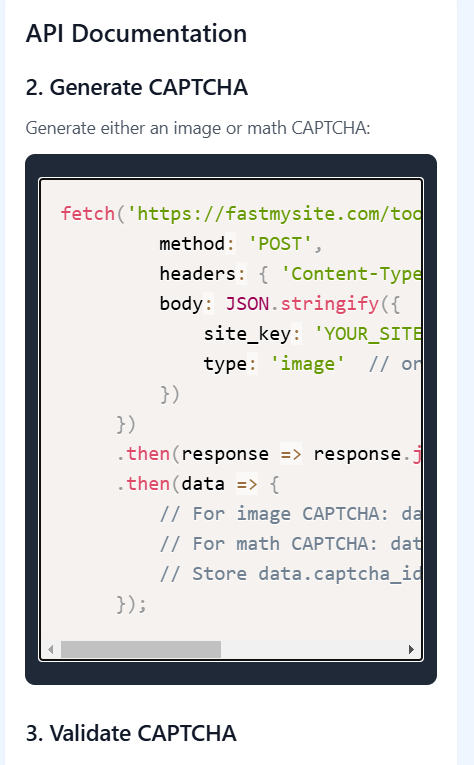 API Documentation
2. Generate CAPTCHA
Generate either an image or math CAPTCHA:
fetch('https://fastmysite.com/too
method: 'POST',
headers: { 'Content-Type
body: JSON.stringify({
site_key: 'YOUR_SITE
type: 'image'  // or
})
})
.then(response => response.j
.then(data => {
// For image CAPTCHA: da
// For math CAPTCHA: dat
// Store data.captcha_id
});
3. Validate CAPTCHA